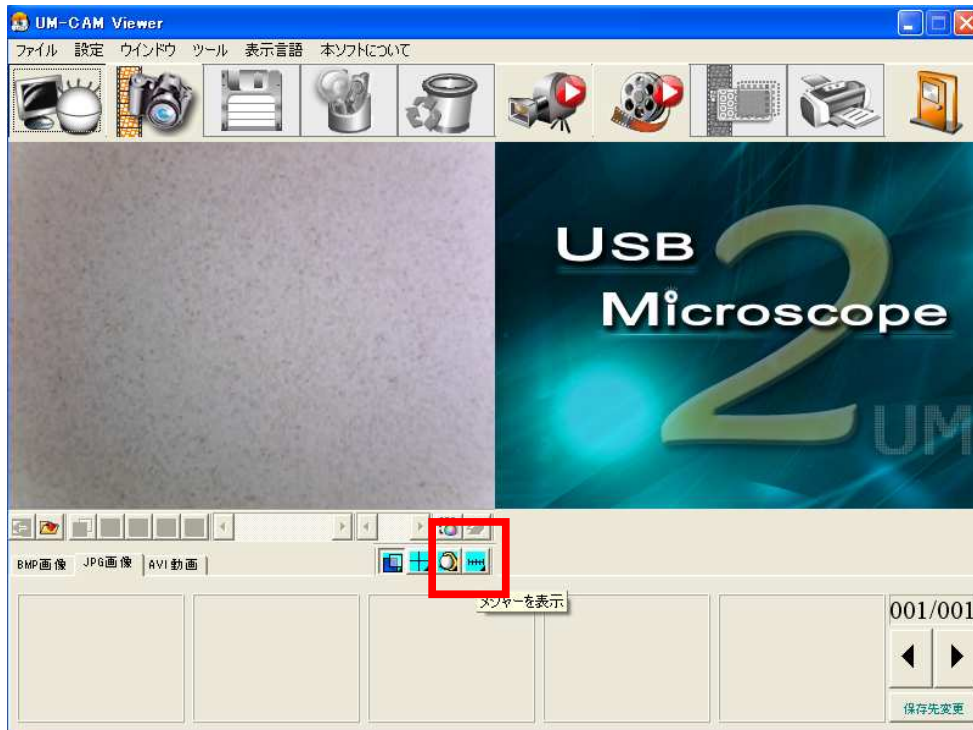 UM-CAM Viewer
ファイル 設定 ウインドウ ツール 表示言語 本ソフトについて
USB
Microscope
2
UM
BMP画像 JPG画像 AVI動画
メジャーを表示
001/001
保存先変更